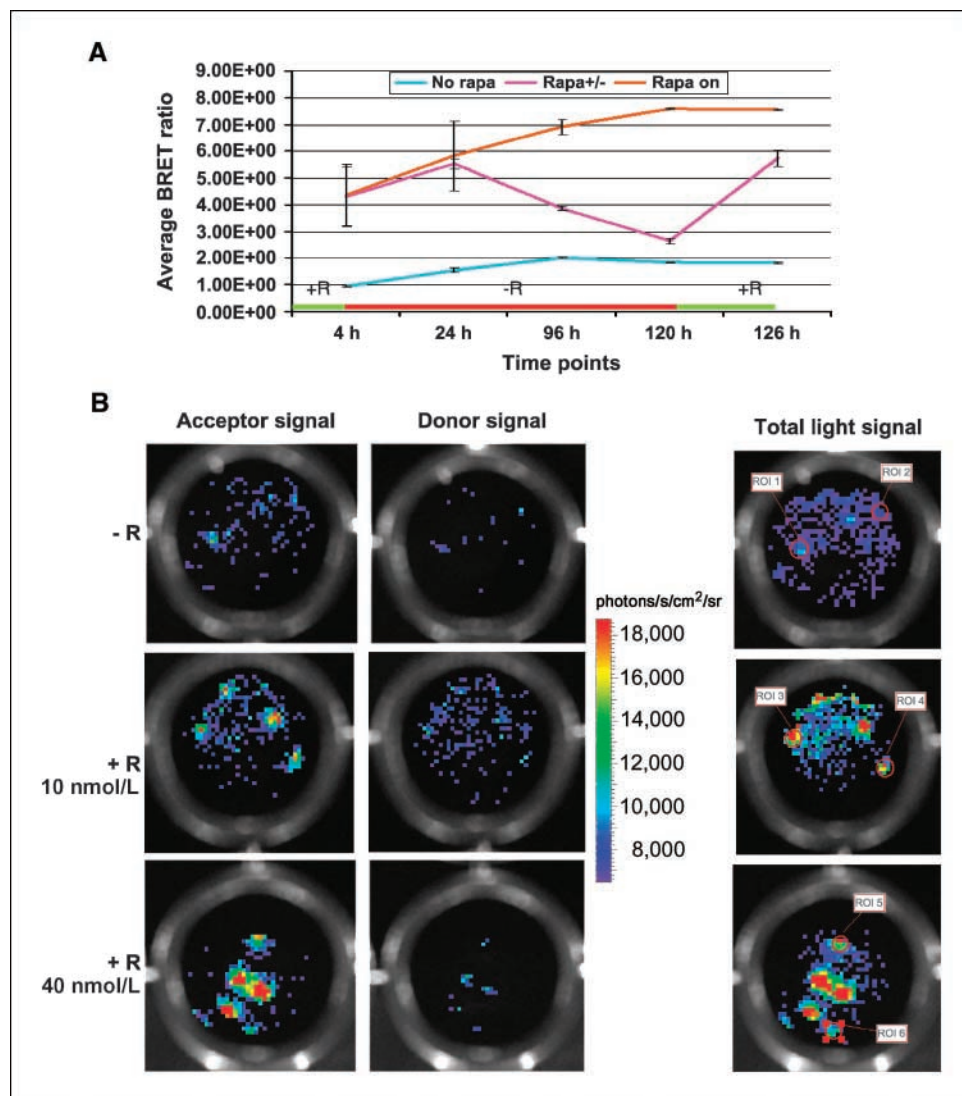 A
9.00E+00
8.00E+00
7.00E+00
6.00E+00
5.00E+00
4.00E+00
3.00E+00
2.00E+00
1.00E+00
0.00E+00
Average BRET ratio
No rapa
Rapa+/-
Rapa on
+R
-R
+R
4 h
24 h
96 h
120 h
126 h
Time points
B
Acceptor signal
Donor signal
Total light signal
- R
ROI 1
ROI 2
photons/s/cm²/sr
18,000
16,000
14,000
12,000
10,000
8,000
+ R
10 nmol/L
ROI 3
ROI 4
+ R
40 nmol/L
ROI 5
ROI 6